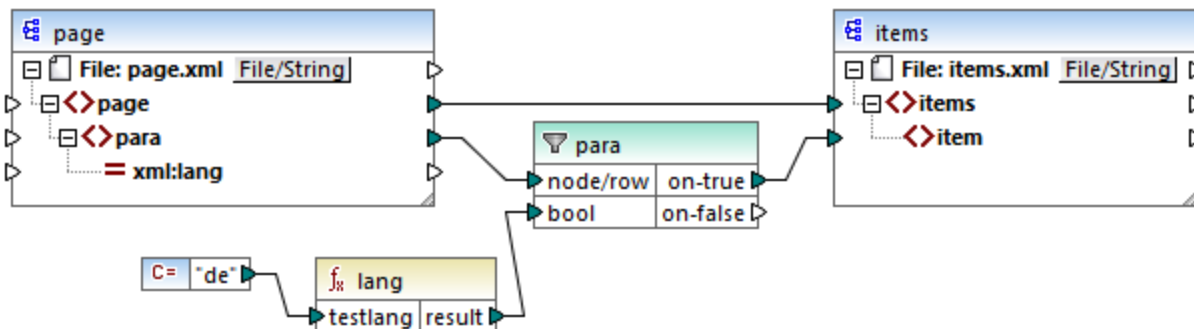 page
File: page.xml File/String
page
para
xml:lang
items
File: items.xml File/String
items
item
para
node/row on-true
bool on-false
C= "de"
fx lang
testlang result